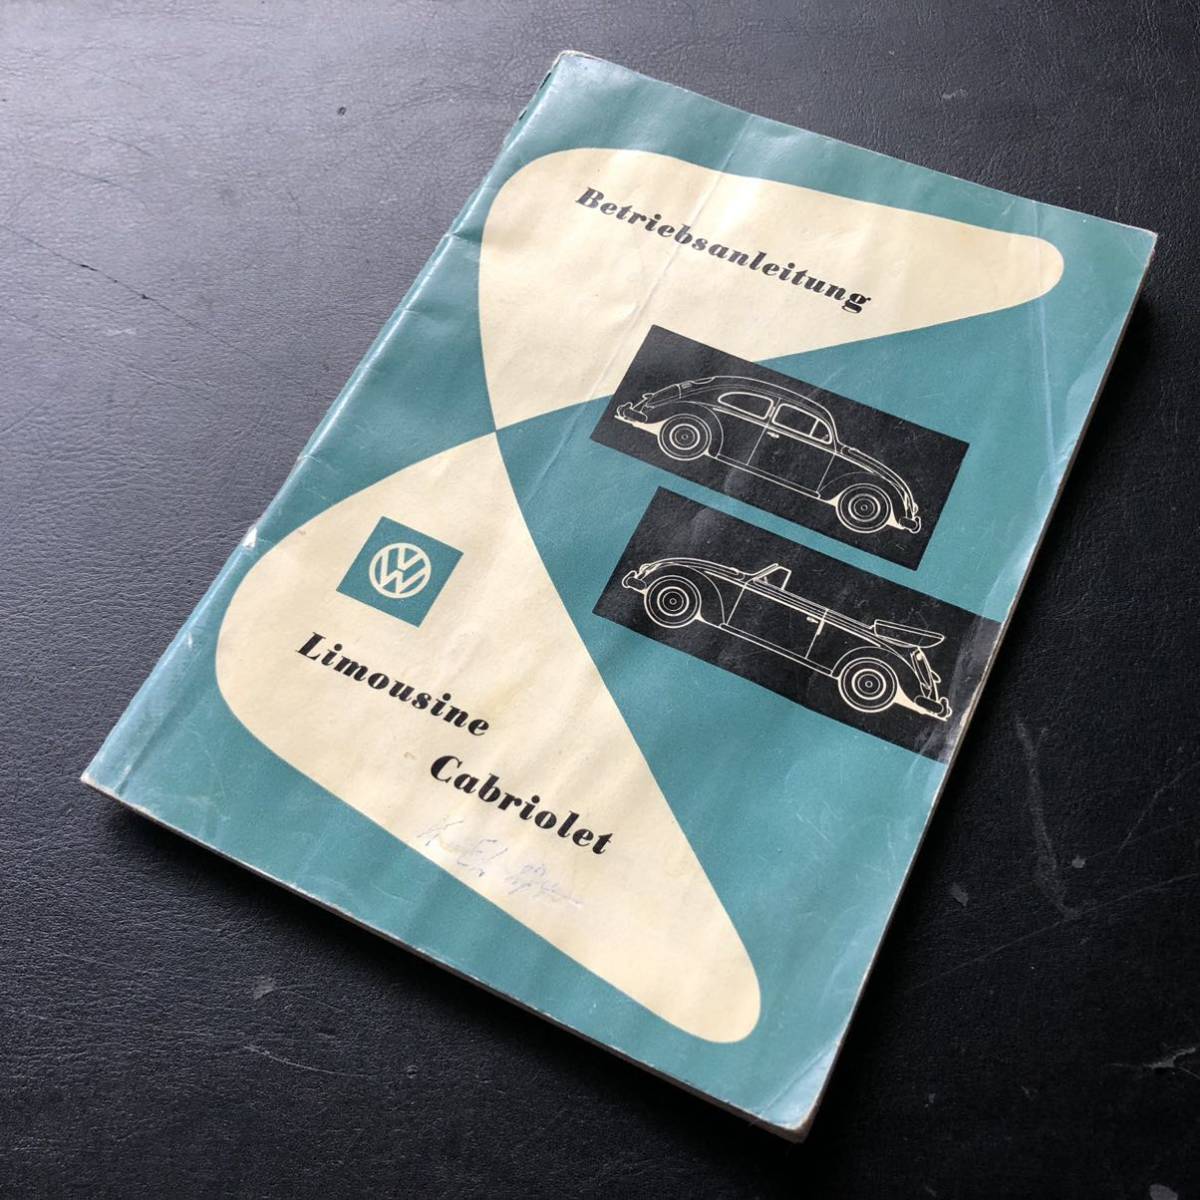 Betriebsanleitung
VW
Limousine
Cabriolet